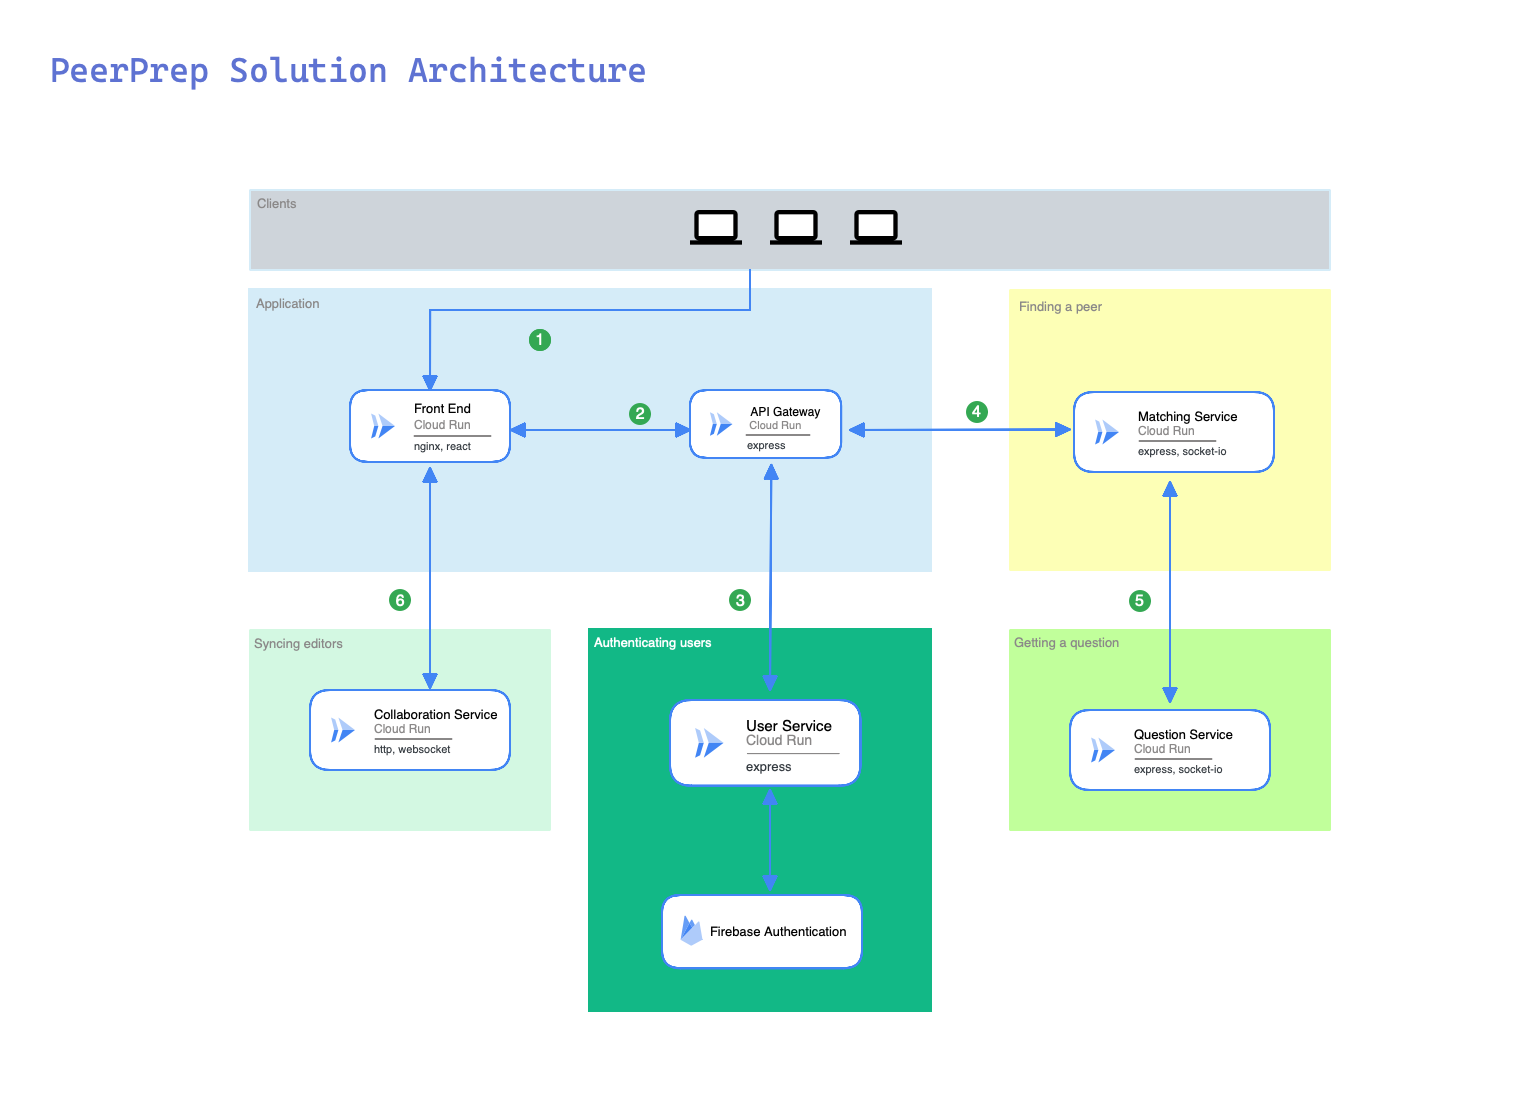 PeerPrep Solution Architecture
Clients
Application
Finding a peer
1
Front End
Cloud Run
nginx, react
2
API Gateway
Cloud Run
express
4
Matching Service
Cloud Run
express, socket-io
6
3
5
Syncing editors
Authenticating users
Getting a question
Collaboration Service
Cloud Run
http, websocket
User Service
Cloud Run
express
Question Service
Cloud Run
express, socket-io
Firebase Authentication